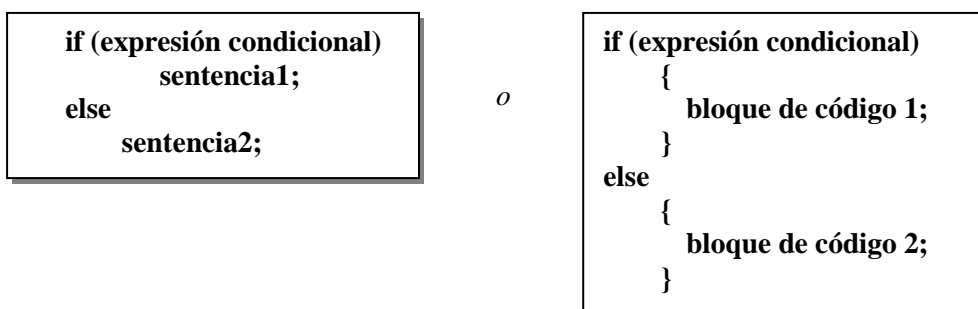 if (expresión condicional)
sentencia1;
else
sentencia2;
o
if (expresión condicional)
{
bloque de código 1;
}
else
{
bloque de código 2;
}